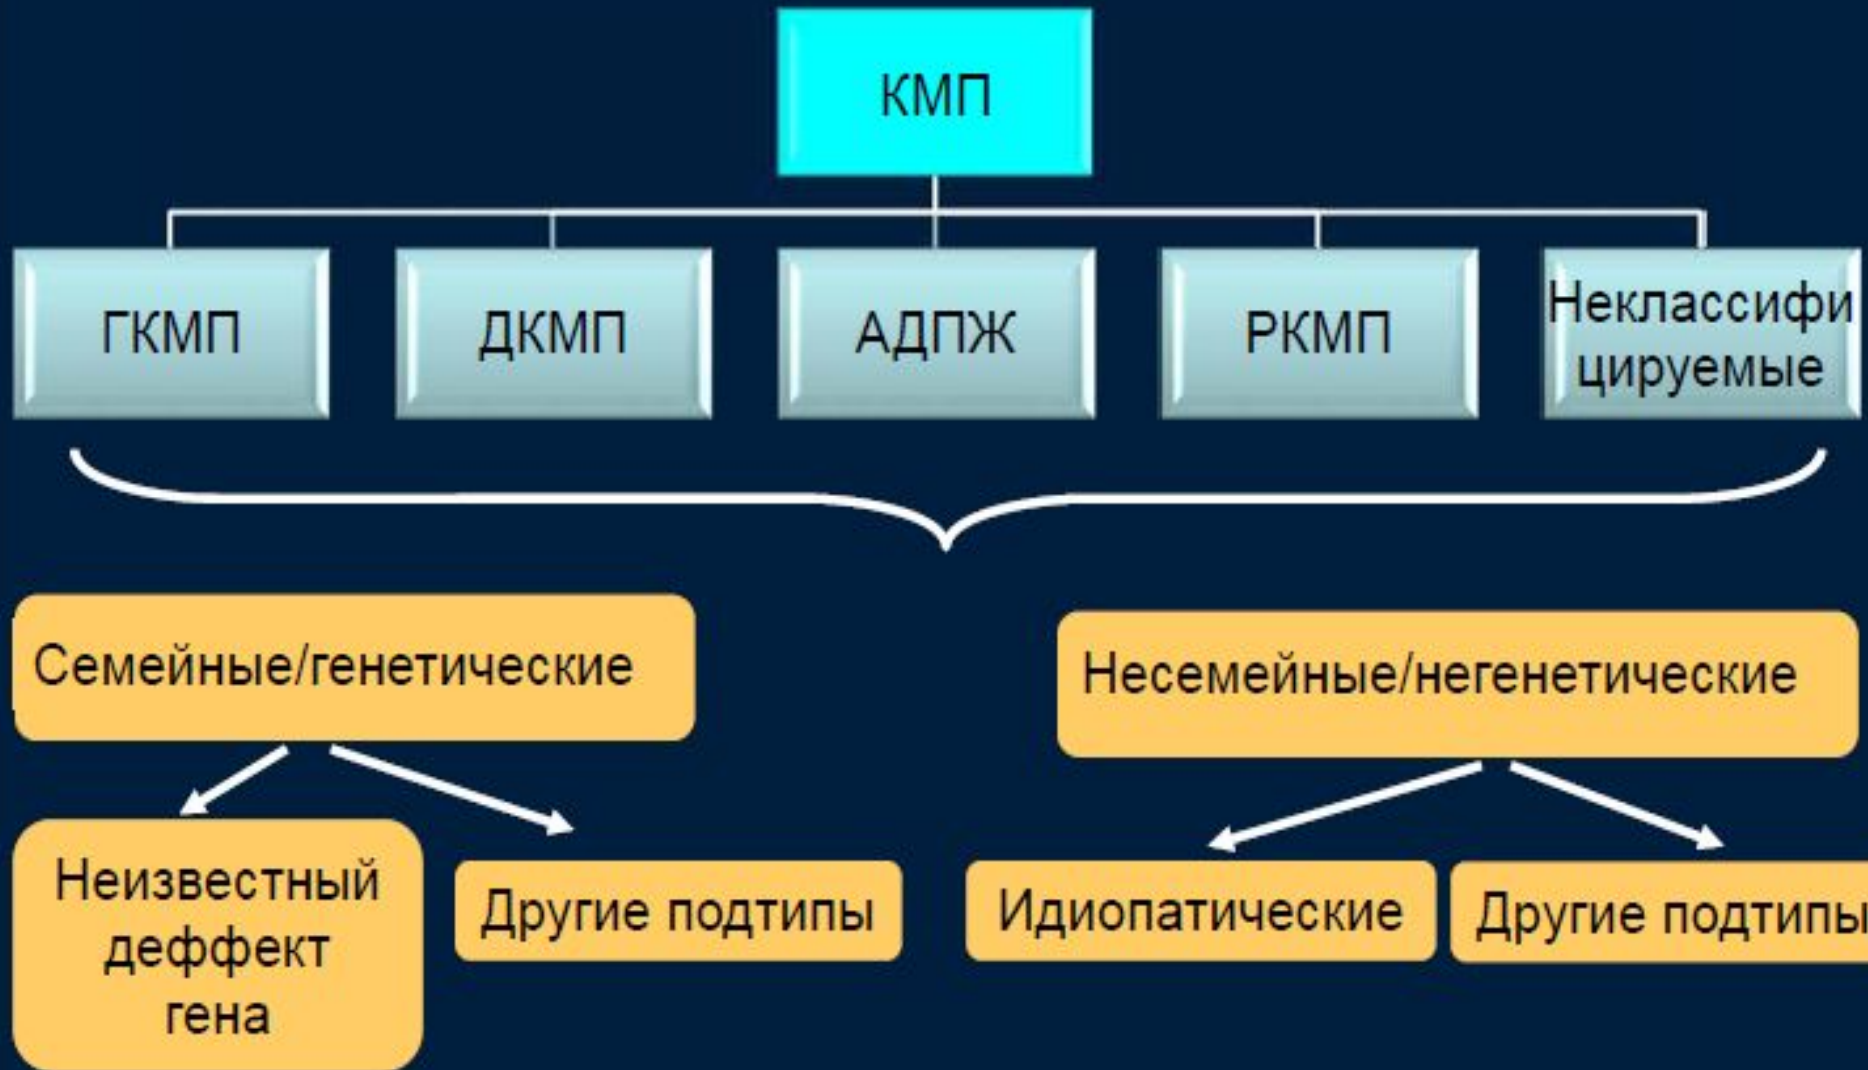 КМП
ГКМП
ДКМП
АДПЖ
РКМП
Неклассифи
цируемые
Семейные/генетические
Несемейные/негенетические
Неизвестный
деффект
гена
Другие подтипы
Идиопатические
Другие подтипы